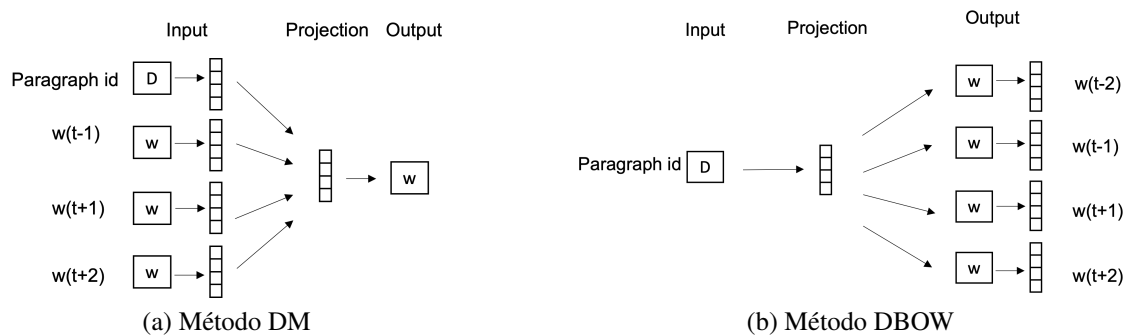 Input Projection Output
Paragraph id D
w(t-1) w
w(t+1) w
w(t+2) w
w
(a) Método DM
Input Projection Output
Paragraph id D
w w(t-2)
w w(t-1)
w w(t+1)
w w(t+2)
(b) Método DBOW